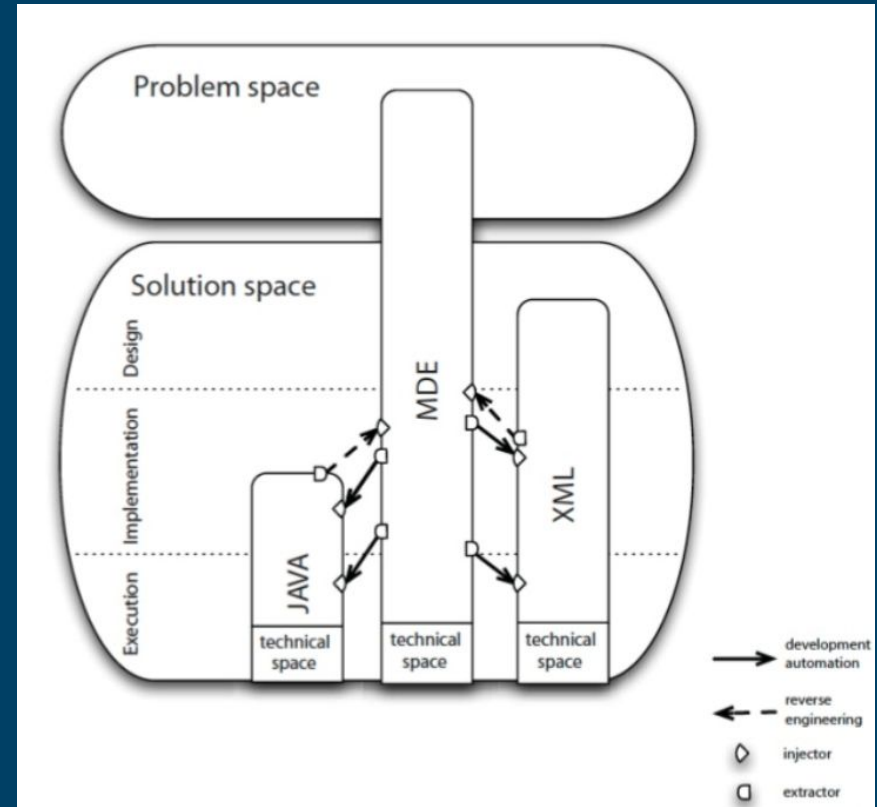 Problem space
Solution space
Design
Implementation
Execution
MDE
JAVA
XML
technical
space
technical
space
technical
space
development
automation
reverse
engineering
injector
extractor